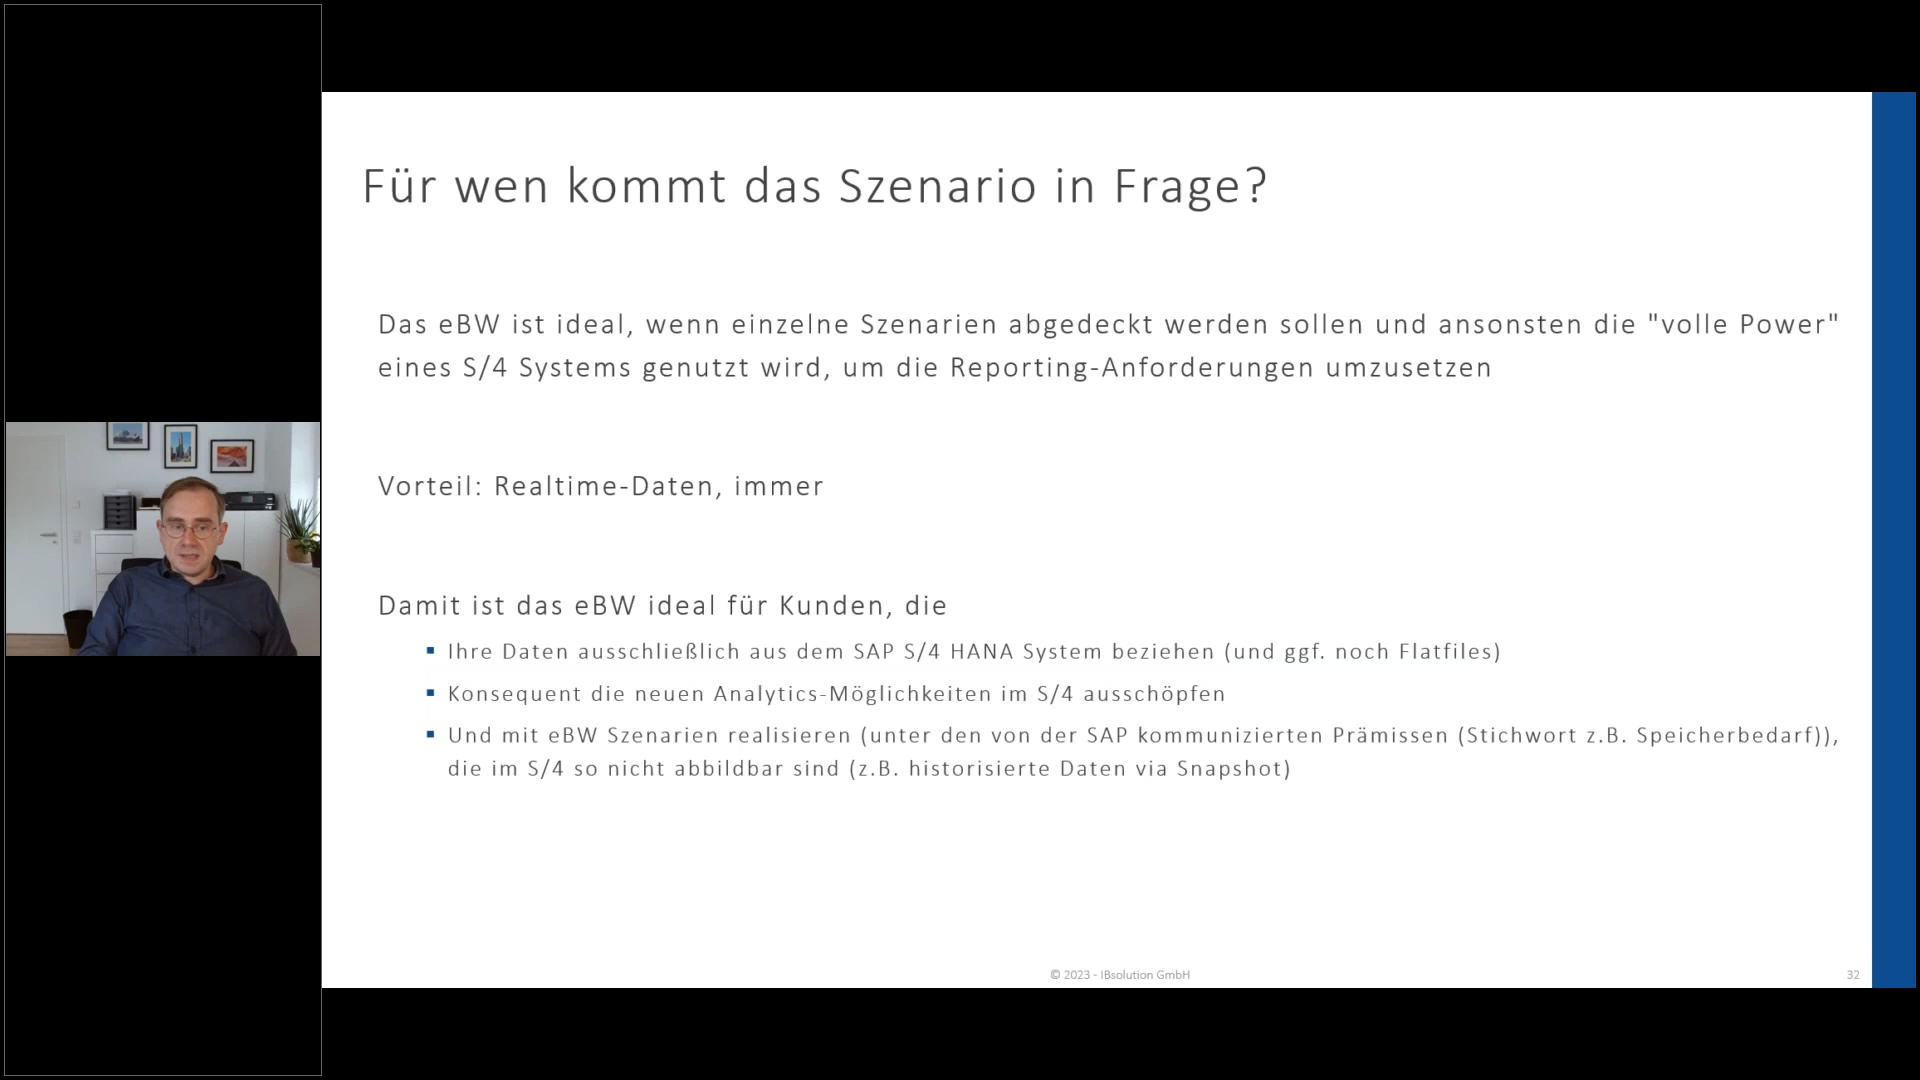 Für wen kommt das Szenario in Frage?
Das eBW ist ideal, wenn einzelne Szenarien abgedeckt werden sollen und ansonsten die "volle Power"
eines S/4 Systems genutzt wird, um die Reporting-Anforderungen umzusetzen
Vorteil: Realtime-Daten, immer
Damit ist das eBW ideal für Kunden, die
▪ Ihre Daten ausschließlich aus dem SAP S/4 HANA System beziehen (und ggf. noch Flatfiles)
▪ Konsequent die neuen Analytics-Möglichkeiten im S/4 ausschöpfen
▪ Und mit eBW Szenarien realisieren (unter den von der SAP kommunizierten Prämissen (Stichwort z.B. Speicherbedarf)),
die im S/4 so nicht abbildbar sind (z.B. historisierte Daten via Snapshot)
© 2023 - IBsolution GmbH
32